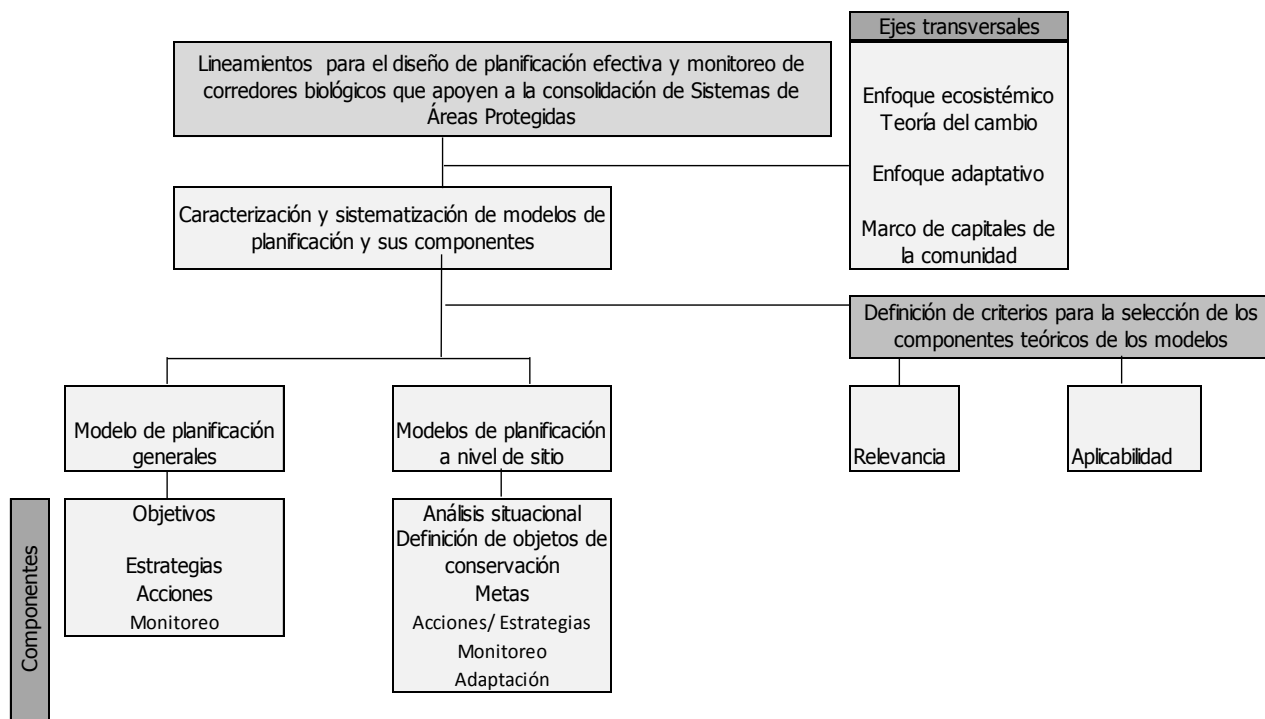 Ejes transversales
Lineamientos para el diseño de planificación efectiva y monitoreo de
corredores biológicos que apoyen a la consolidación de Sistemas de
Áreas Protegidas
Enfoque ecosistémico
Teoría del cambio
Enfoque adaptativo
Marco de capitales de
la comunidad
Caracterización y sistematización de modelos de
planificación y sus componentes
Definición de criterios para la selección de los
componentes teóricos de los modelos
Relevancia
Aplicabilidad
Modelo de planificación
generales
Modelos de planificación
a nivel de sitio
Componentes
Objetivos
Estrategias
Acciones
Monitoreo
Análisis situacional
Definición de objetos de
conservación
Metas
Acciones/ Estrategias
Monitoreo
Adaptación